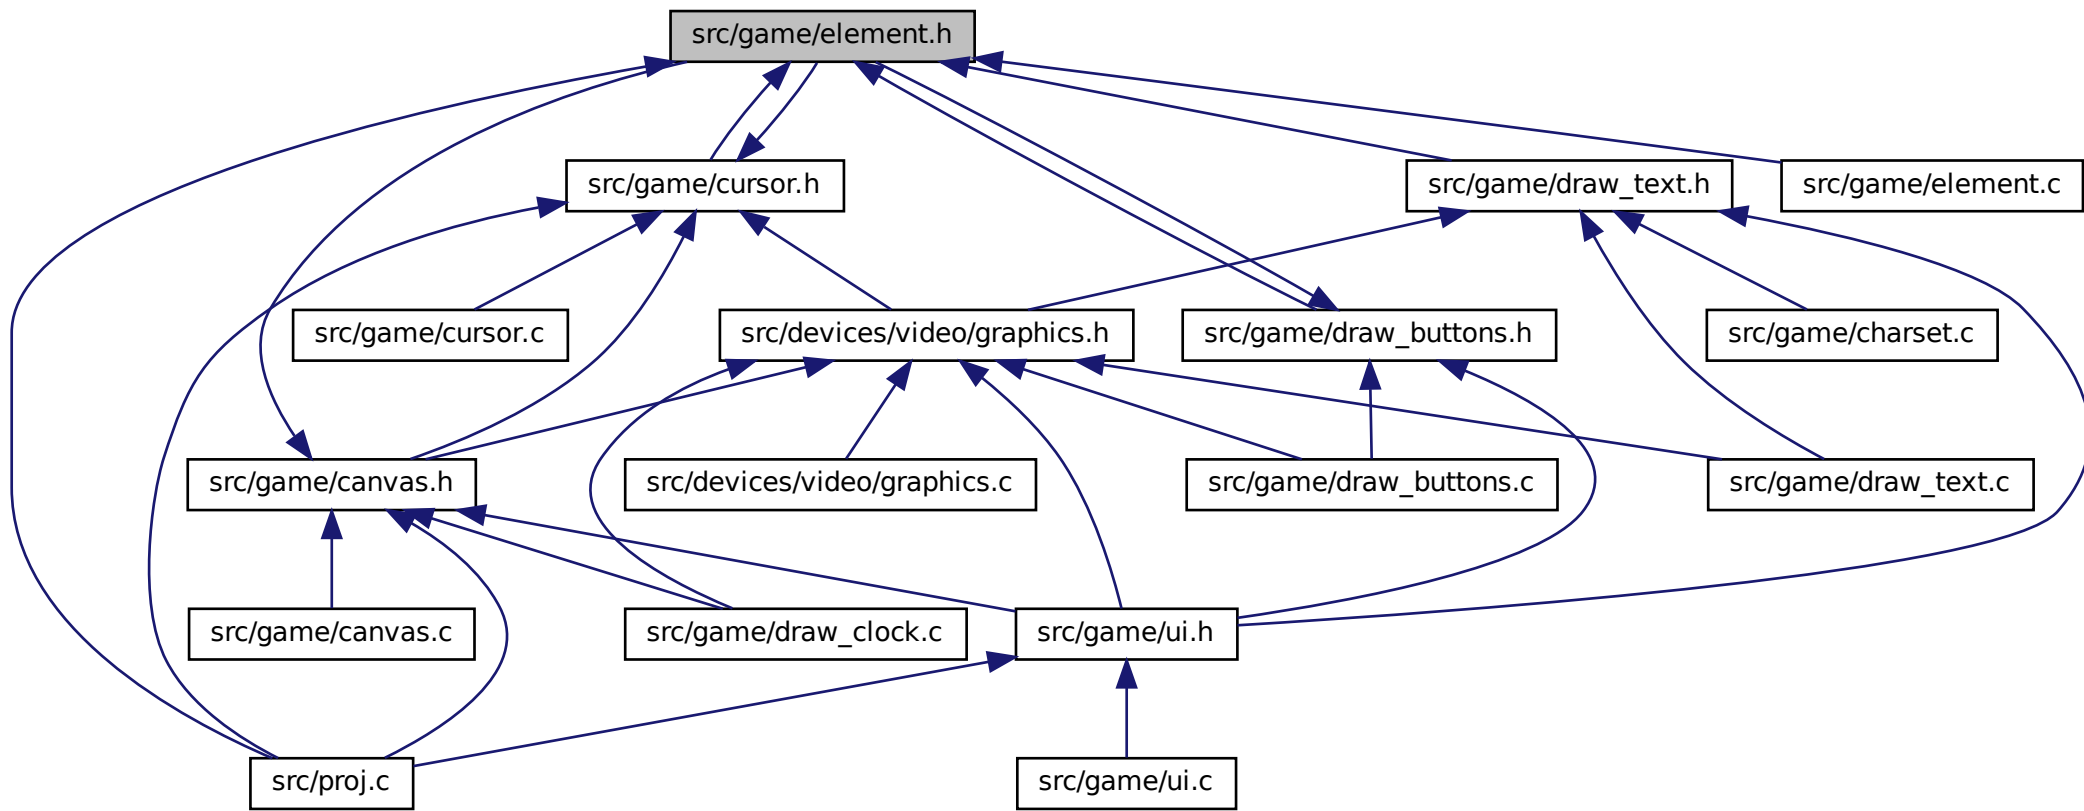 src/game/element.h
src/game/cursor.h
src/game/draw_text.h
src/game/element.c
src/game/cursor.c
src/devices/video/graphics.h
src/game/draw_buttons.h
src/game/charset.c
src/game/canvas.h
src/devices/video/graphics.c
src/game/draw_buttons.c
src/game/draw_text.c
src/game/canvas.c
src/game/draw_clock.c
src/game/ui.h
src/proj.c
src/game/ui.c